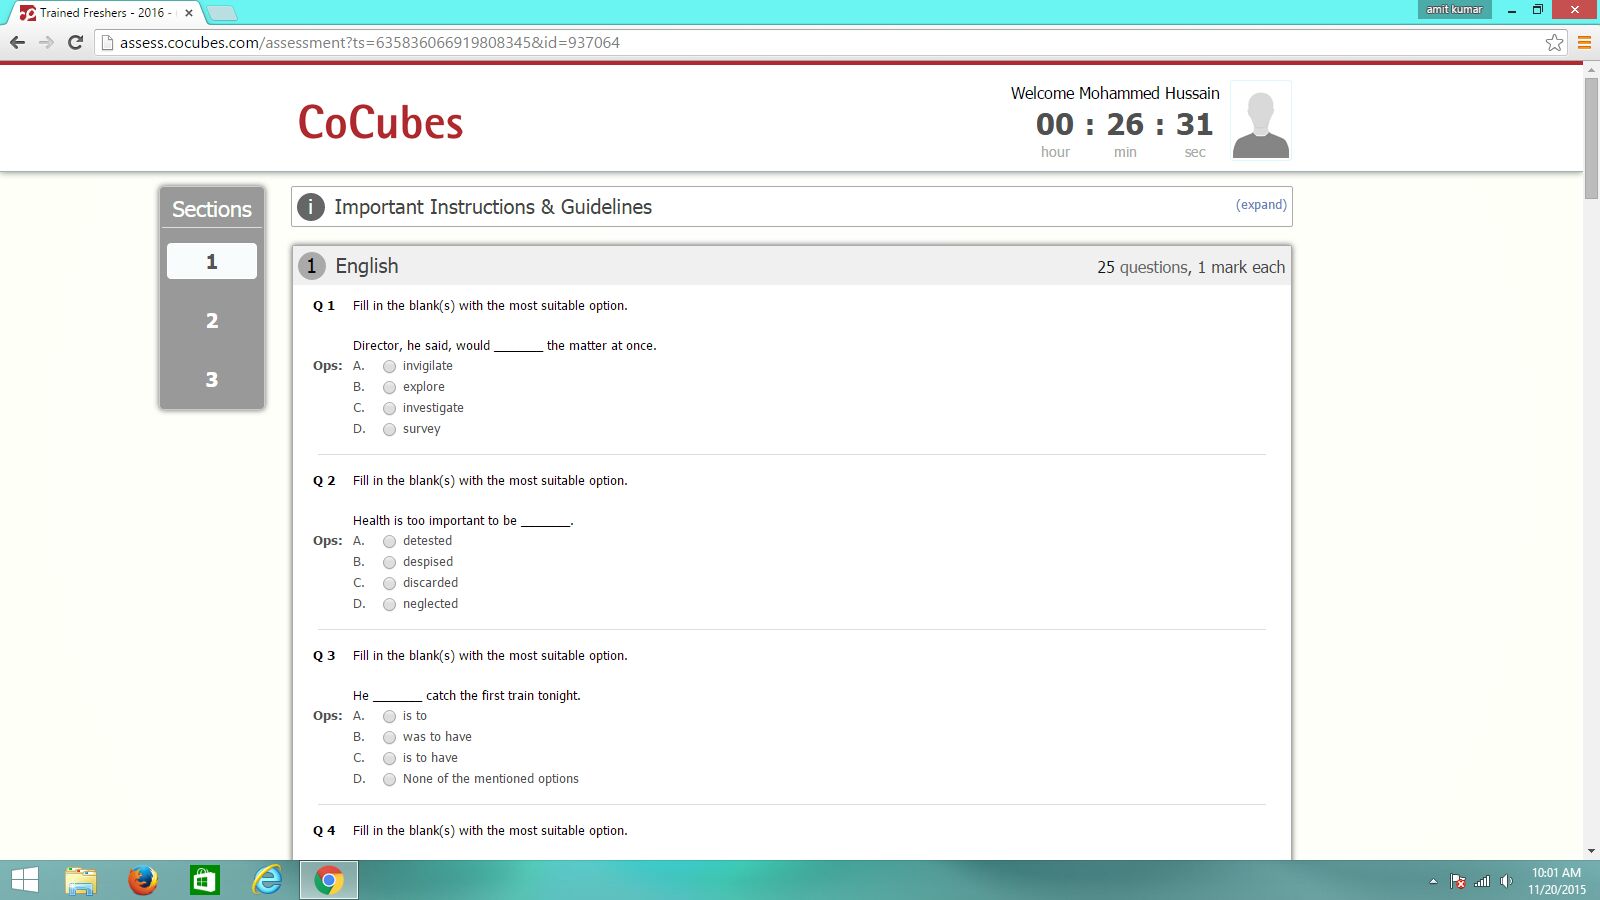 Trained Freshers - 2016 -
amit kumar
assess.cocubes.com/assessment?ts=635836066919808345&id=937064
CoCubes
Welcome Mohammed Hussain
00 : 26 : 31
hour min sec
Sections
1
2
3
i Important Instructions & Guidelines (expand)
1 English 25 questions, 1 mark each
Q 1 Fill in the blank(s) with the most suitable option.
Director, he said, would _______ the matter at once.
Ops: A. invigilate
B. explore
C. investigate
D. survey
Q 2 Fill in the blank(s) with the most suitable option.
Health is too important to be _______.
Ops: A. detested
B. despised
C. discarded
D. neglected
Q 3 Fill in the blank(s) with the most suitable option.
He _______ catch the first train tonight.
Ops: A. is to
B. was to have
C. is to have
D. None of the mentioned options
Q 4 Fill in the blank(s) with the most suitable option.
10:01 AM
11/20/2015